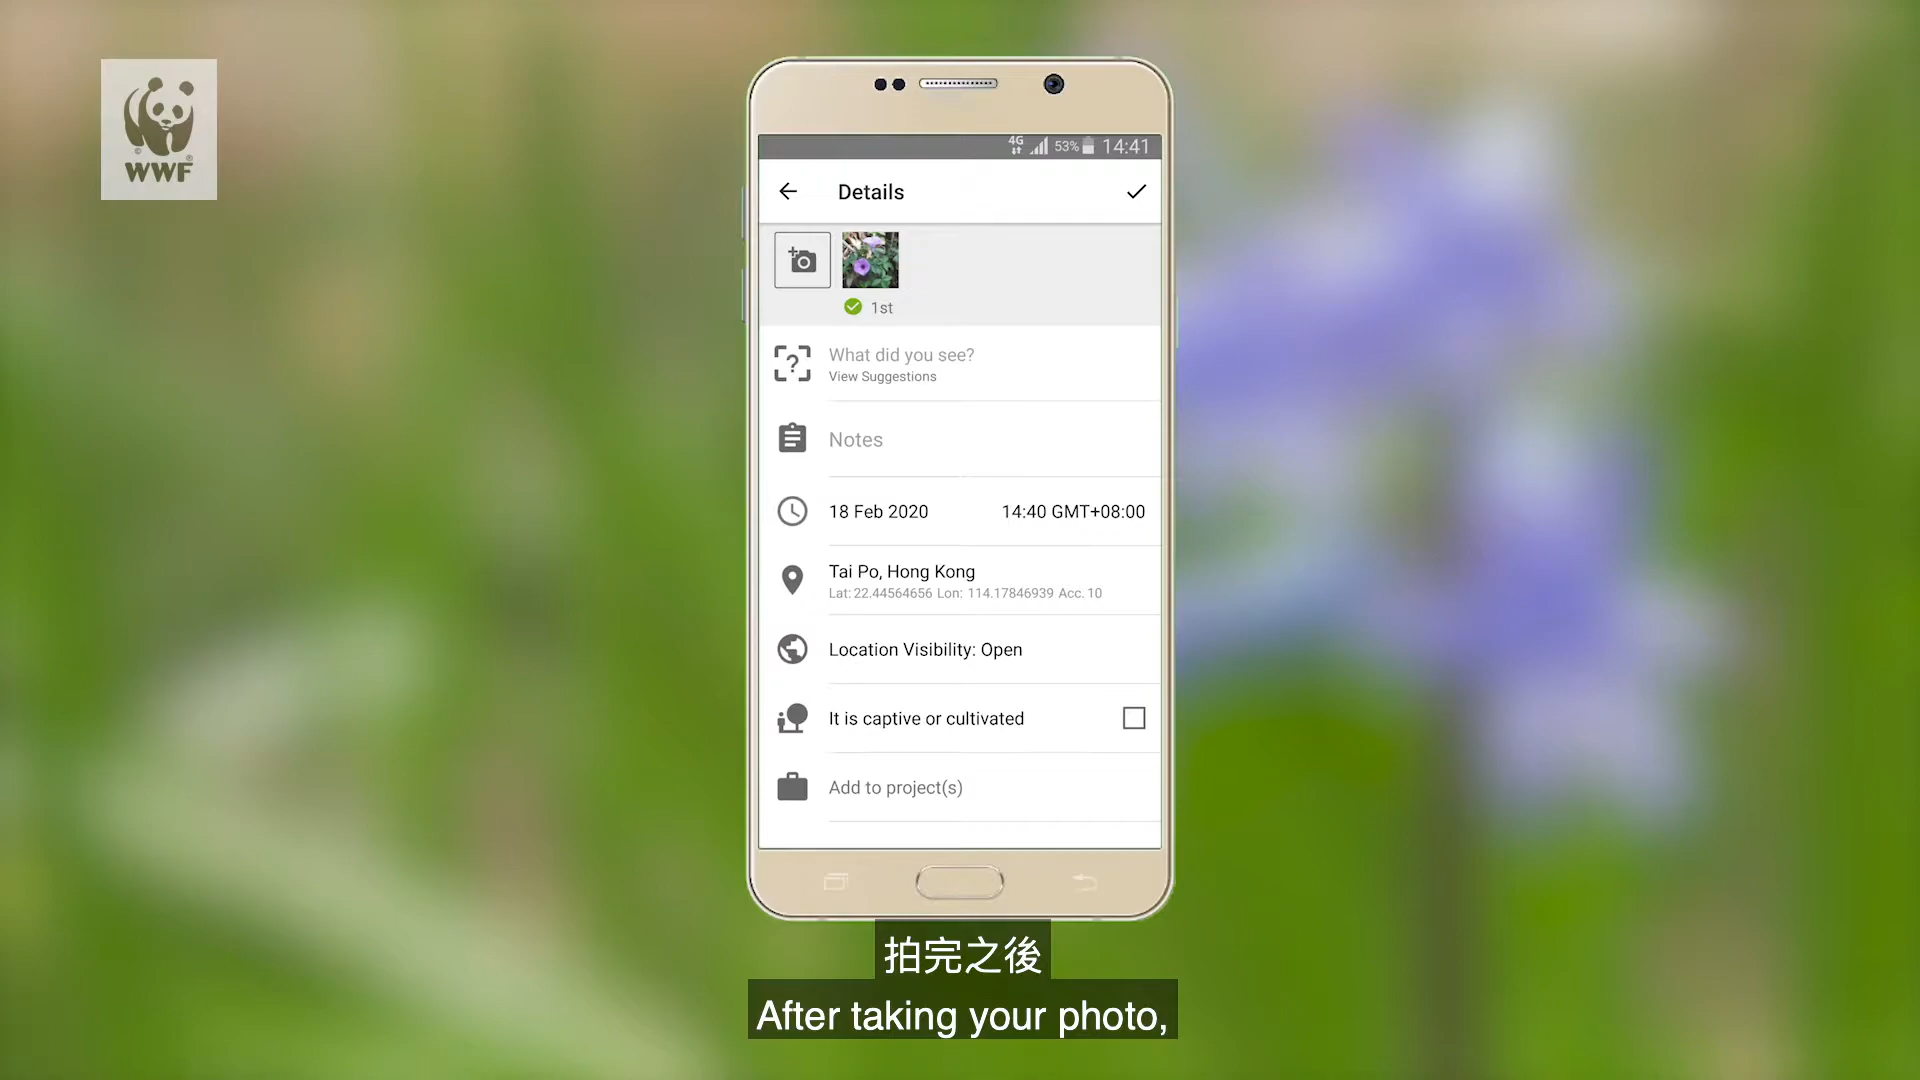 WWF
4G 53% 14:41
Details
1st
What did you see?
View Suggestions
Notes
18 Feb 2020 14:40 GMT+08:00
Tai Po, Hong Kong
Lat: 22.44564656 Lon: 114.17846939 Acc. 10
Location Visibility: Open
It is captive or cultivated
Add to project(s)
拍完之後
After taking your photo,